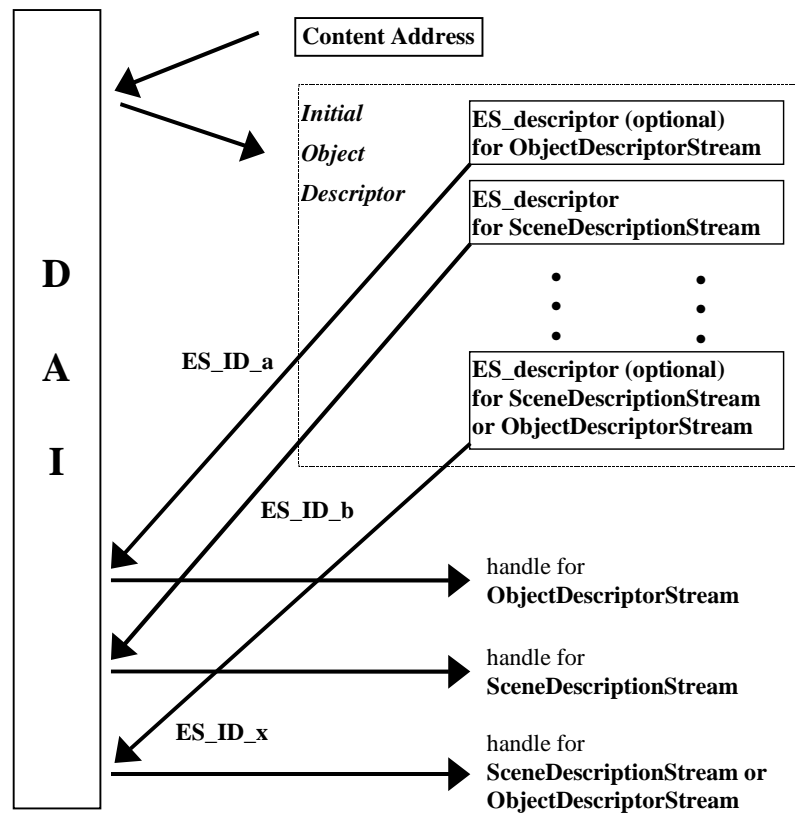 Content Address
Initial
Object
Descriptor
ES_descriptor (optional)
for ObjectDescriptorStream
ES_descriptor
for SceneDescriptionStream
D
A
I
ES_ID_a
ES_descriptor (optional)
for SceneDescriptionStream
or ObjectDescriptorStream
ES_ID_b
handle for
ObjectDescriptorStream
handle for
SceneDescriptionStream
ES_ID_x
handle for
SceneDescriptionStream or
ObjectDescriptorStream